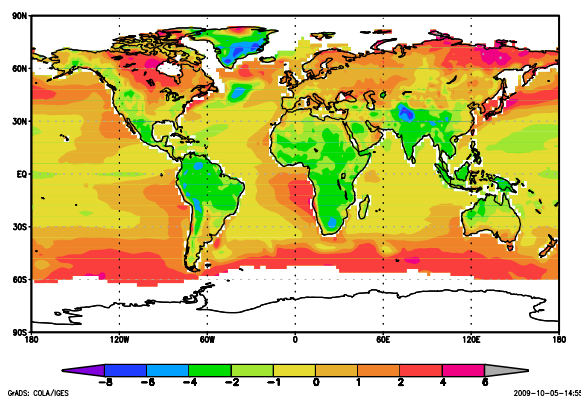 90N
60N
30N
EQ
30S
60S
90S
180 120W 60W 0 60E 120E 180
-8 -6 -4 -2 -1 0 1 2 4 6
GrADS: COLA/IGES 2009-10-05-14:55